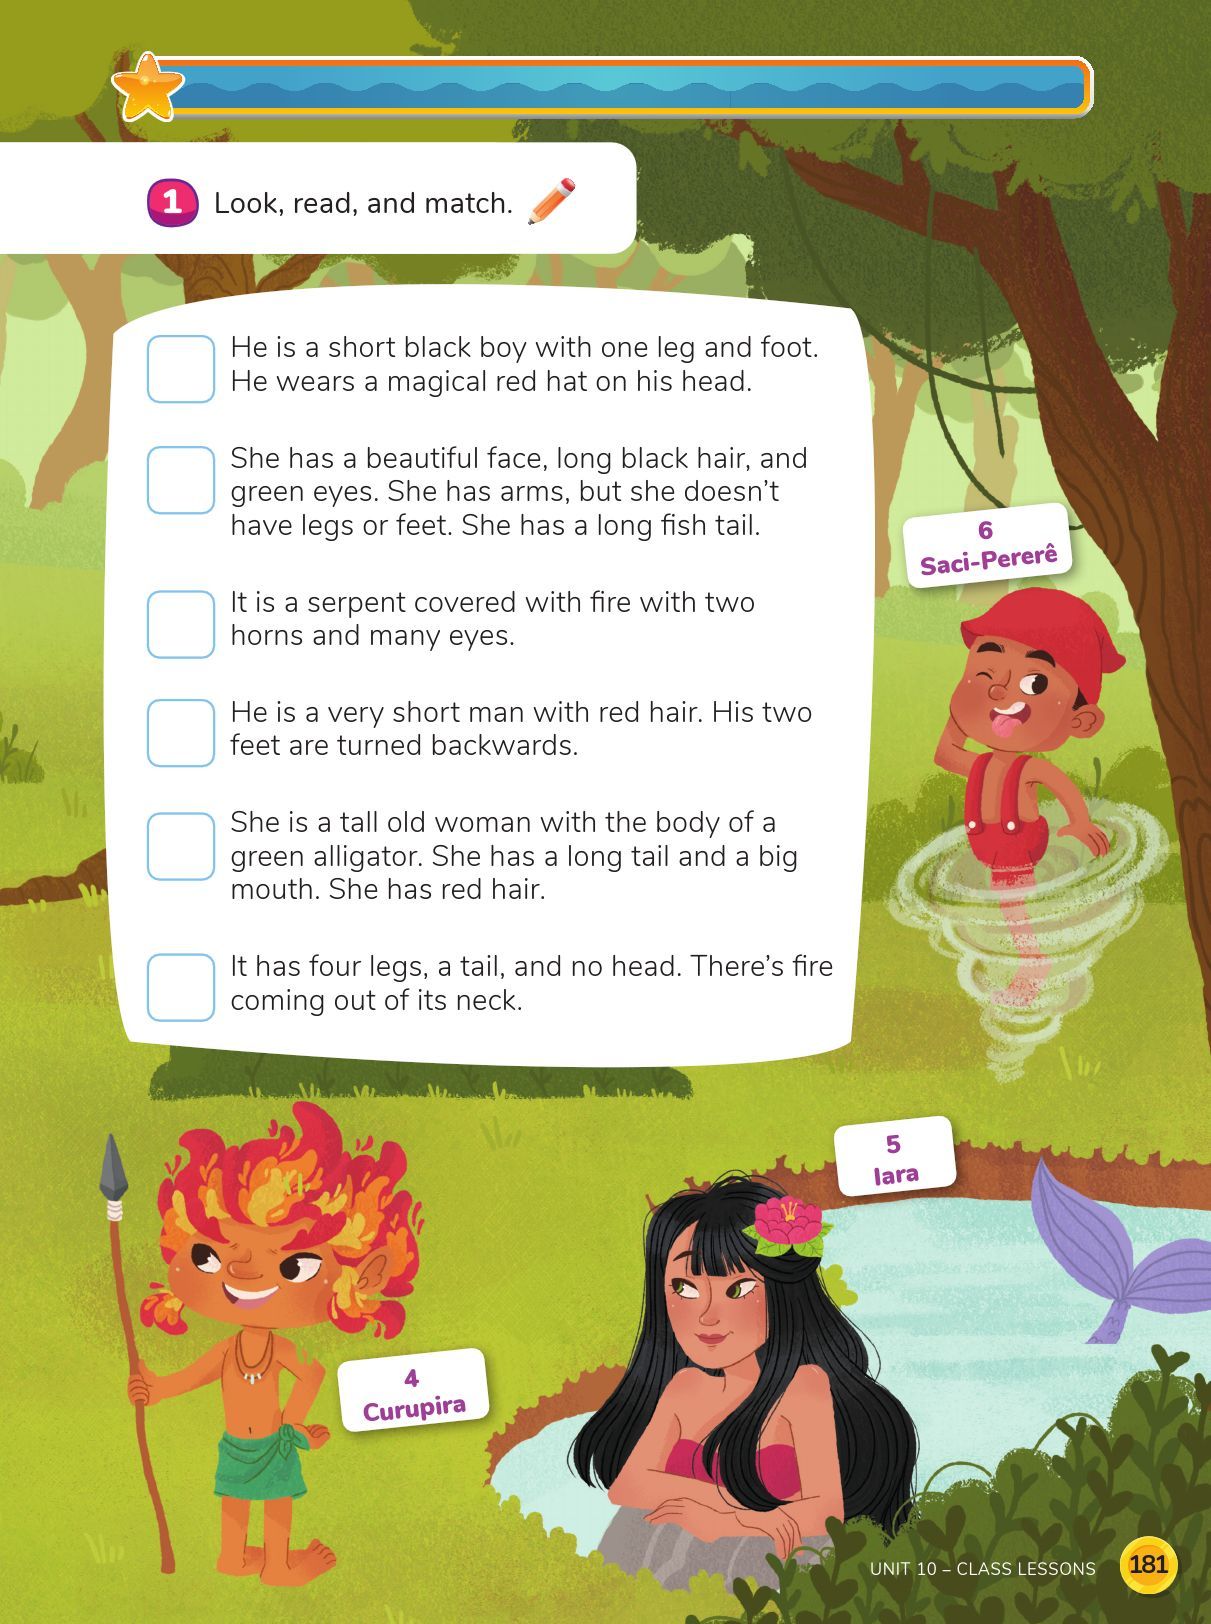 1 Look, read, and match.
He is a short black boy with one leg and foot.
He wears a magical red hat on his head.
She has a beautiful face, long black hair, and
green eyes. She has arms, but she doesn’t
have legs or feet. She has a long fish tail.
It is a serpent covered with fire with two
horns and many eyes.
He is a very short man with red hair. His two
feet are turned backwards.
She is a tall old woman with the body of a
green alligator. She has a long tail and a big
mouth. She has red hair.
It has four legs, a tail, and no head. There’s fire
coming out of its neck.
6
Saci-Pererê
5
Iara
4
Curupira
UNIT 10 – CLASS LESSONS 181